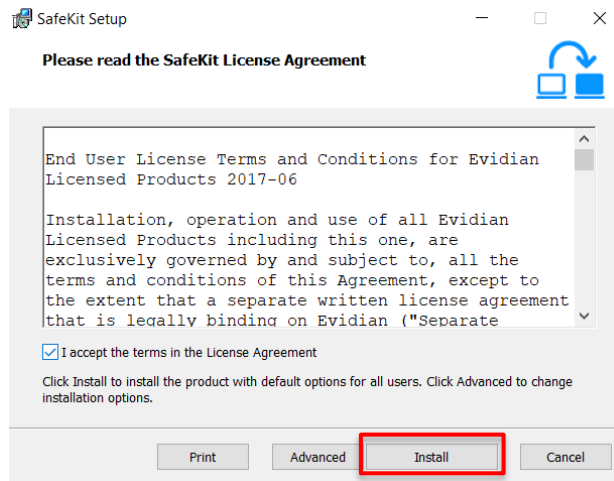 SafeKit Setup
Please read the SafeKit License Agreement
End User License Terms and Conditions for Evidian
Licensed Products 2017-06
Installation, operation and use of all Evidian
Licensed Products including this one, are
exclusively governed by and subject to, all the
terms and conditions of this Agreement, except to
the extent that a separate written license agreement
that is legally binding on Evidian ("Separate
I accept the terms in the License Agreement
Click Install to install the product with default options for all users. Click Advanced to change
installation options.
Print Advanced Install Cancel